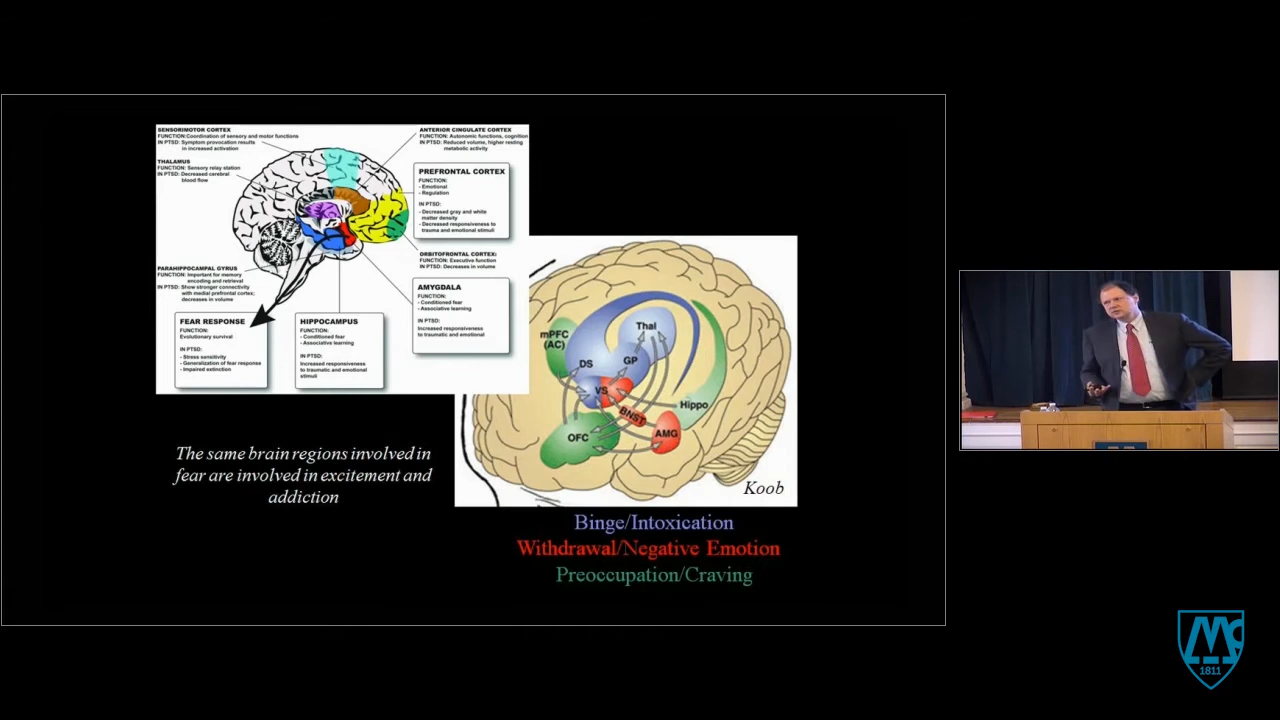 SENSORIMOTOR CORTEX
FUNCTION:Coordination of sensory and motor functions
IN PTSD: Symptom provocation results
in increased activation
THALAMUS
FUNCTION: Sensory relay station
IN PTSD: Decreased cerebral
blood flow
ANTERIOR CINGULATE CORTEX
FUNCTION: Autonomic functions, cognition
IN PTSD: Reduced volume, higher resting
metabolic activity
PREFRONTAL CORTEX
FUNCTION:
- Emotional
- Regulation
IN PTSD:
- Decreased gray and white
matter density
- Decreased responsiveness to
trauma and emotional stimuli
ORBITOFRONTAL CORTEX:
FUNCTION: Executive function
IN PTSD: Decreases in volume
PARAHIPPOCAMPAL GYRUS
FUNCTION: Important for memory
encoding and retrieval
IN PTSD: Show stronger connectivity
with medial prefrontal cortex;
decreases in volume
AMYGDALA
FUNCTION:
- Conditioned fear
- Associative learning
IN PTSD:
Increased responsiveness
to traumatic and emotional
FEAR RESPONSE
FUNCTION:
Evolutionary survival
IN PTSD:
- Stress sensitivity
- Generalization of fear response
- Impaired extinction
HIPPOCAMPUS
FUNCTION:
- Conditioned fear
- Associative learning
IN PTSD:
Increased responsiveness
to traumatic and emotional
stimuli
mPFC
(AC)
Thal
DS
GP
VS
BNST
Hippo
OFC
AMG
Koob
The same brain regions involved in
fear are involved in excitement and
addiction
Binge/Intoxication
Withdrawal/Negative Emotion
Preoccupation/Craving
1811